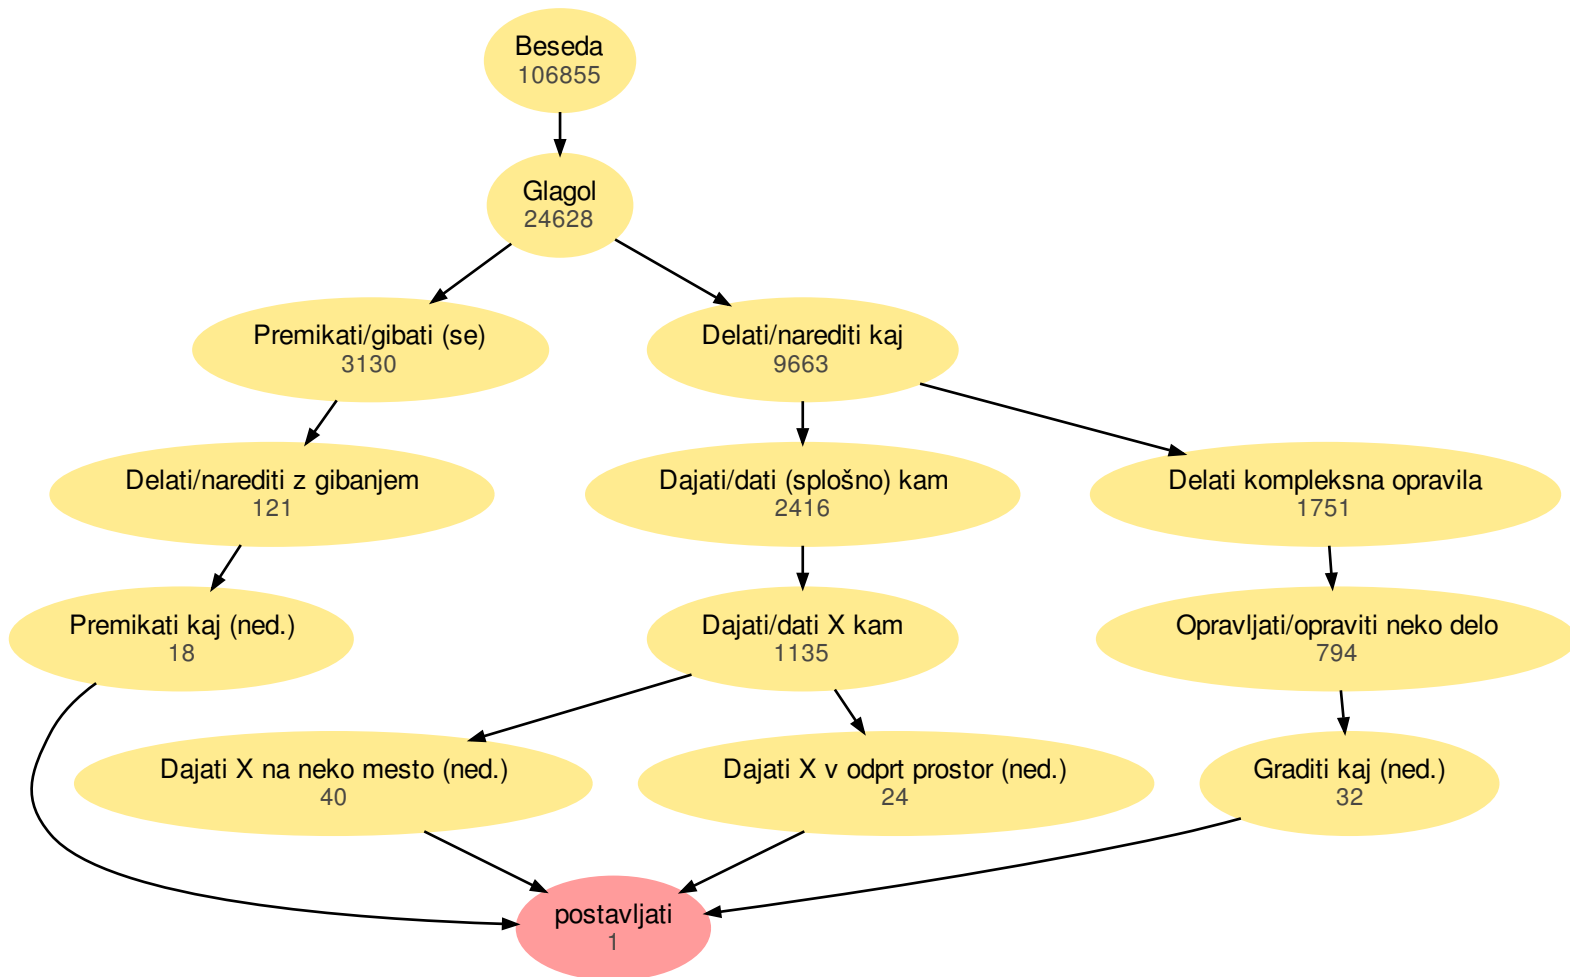 Beseda
106855
Glagol
24628
Premikati/gibati (se)
3130
Delati/narediti kaj
9663
Delati/narediti z gibanjem
121
Dajati/dati (splošno) kam
2416
Delati kompleksna opravila
1751
Premikati kaj (ned.)
18
Dajati/dati X kam
1135
Opravljati/opraviti neko delo
794
Dajati X na neko mesto (ned.)
40
Dajati X v odprt prostor (ned.)
24
Graditi kaj (ned.)
32
postavljati
1